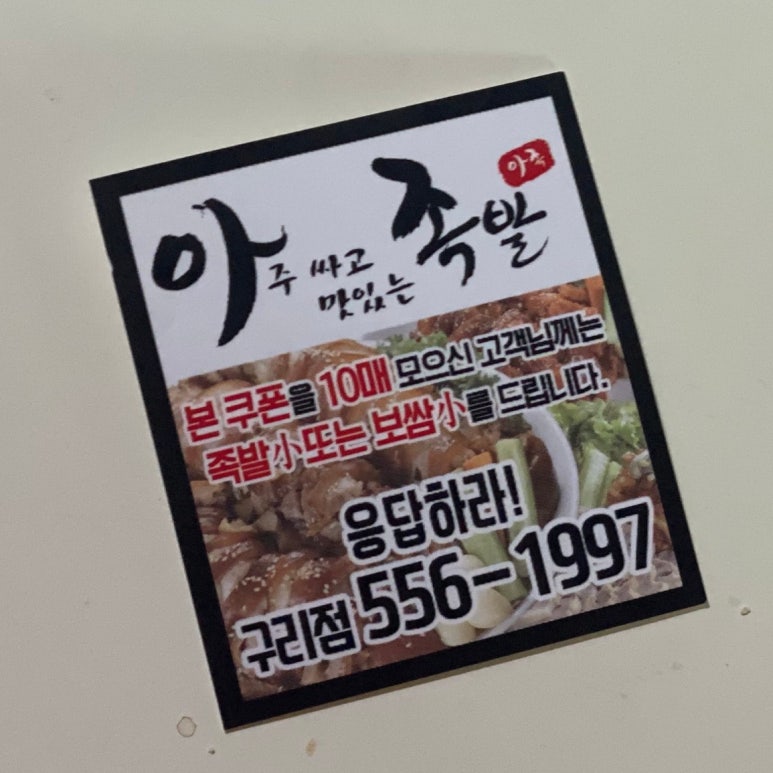 아족
아주 싸고 맛있는 족발
본 쿠폰을 10매 모으신 고객님께는
족발小또는 보쌈小를 드립니다.
응답하라!
구리점 556-1997